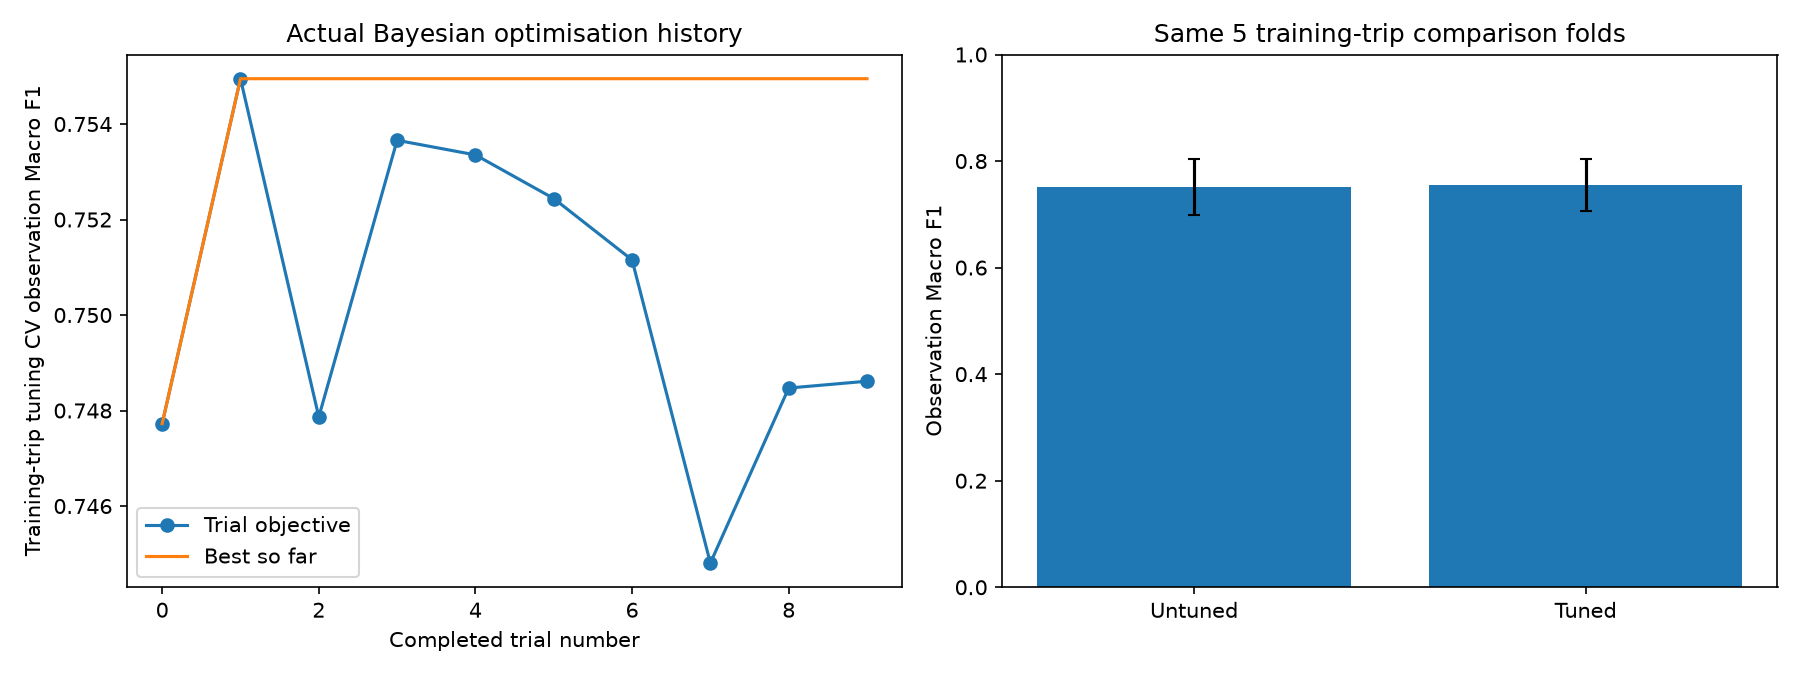 Actual Bayesian optimisation history
Training-trip tuning CV observation Macro F1
0.754
0.752
0.750
0.748
0.746
Trial objective
Best so far
0 2 4 6 8
Completed trial number
Same 5 training-trip comparison folds
Observation Macro F1
1.0
0.8
0.6
0.4
0.2
0.0
Untuned Tuned